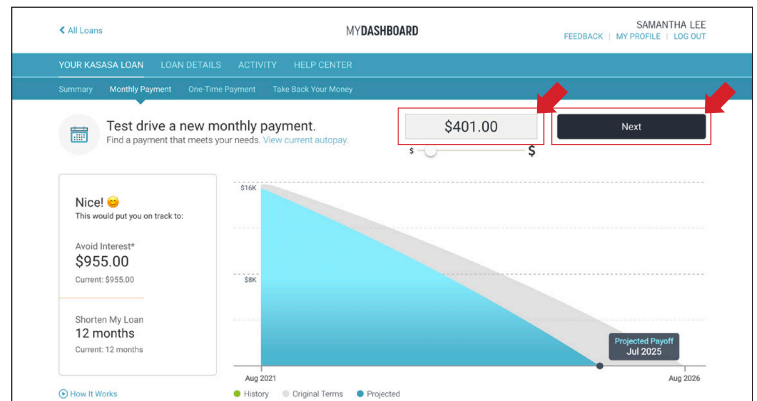 All Loans
MYDASHBOARD
SAMANTHA LEE
FEEDBACK | MY PROFILE | LOG OUT
YOUR KASASA LOAN LOAN DETAILS ACTIVITY HELP CENTER
Summary Monthly Payment One-Time Payment Take Back Your Money
Test drive a new monthly payment.
Find a payment that meets your needs. View current autopay.
$401.00
Next
$ $
Nice! 😊
This would put you on track to:
Avoid Interest*
$955.00
Current: $955.00
Shorten My Loan
12 months
Current: 12 months
How It Works
$16K
$8K
Projected Payoff
Jul 2025
Aug 2021 Aug 2026
History Original Terms Projected